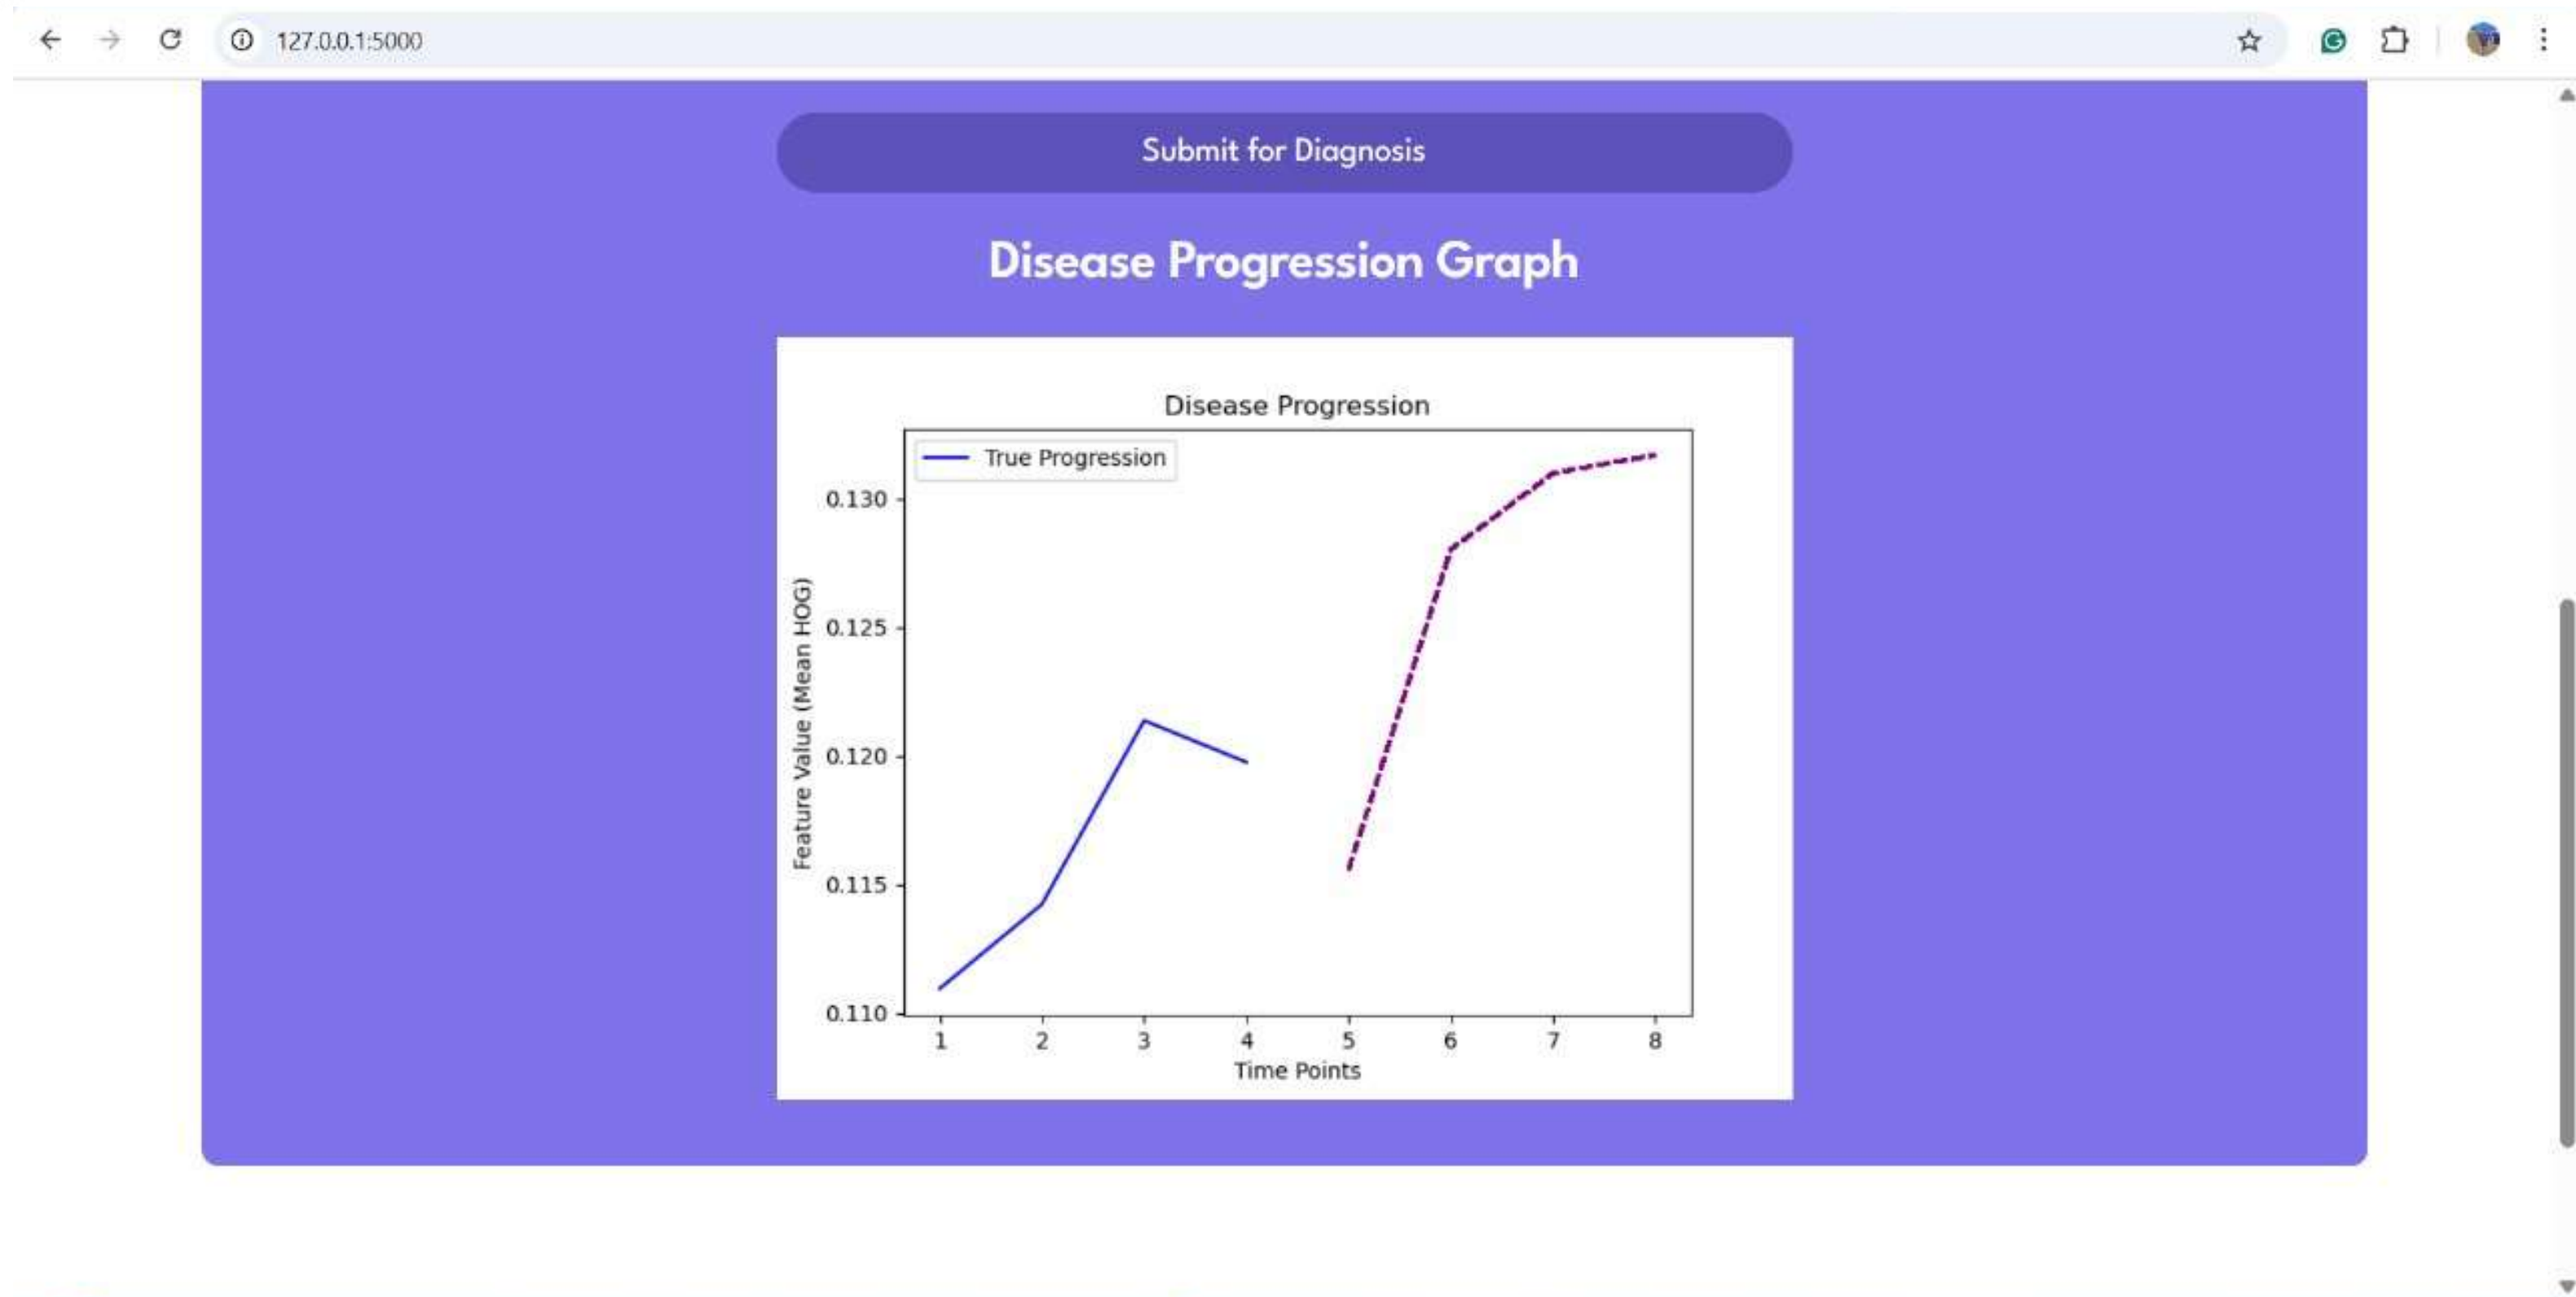 127.0.0.1:5000
Submit for Diagnosis
Disease Progression Graph
Disease Progression
True Progression
0.130
0.125
0.120
0.115
0.110
Feature Value (Mean HOG)
1 2 3 4 5 6 7 8
Time Points